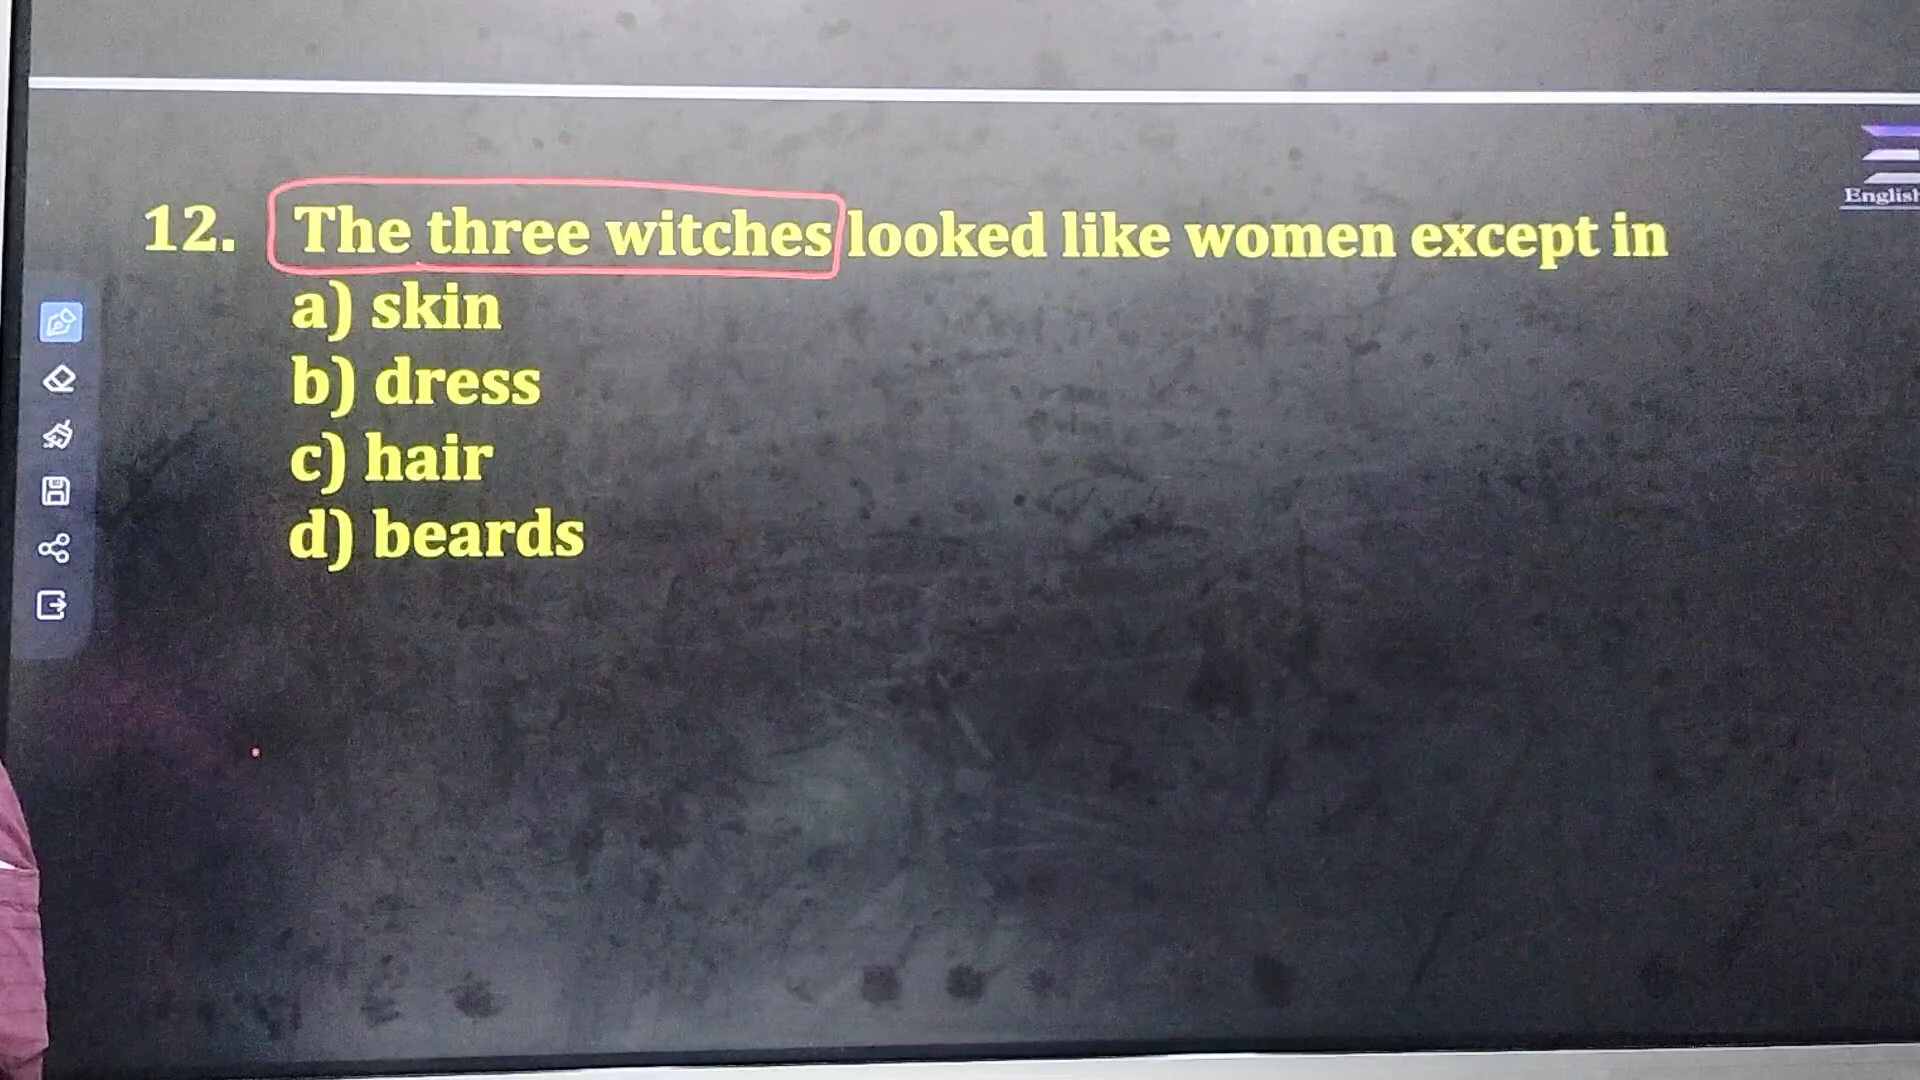 English
12. The three witches looked like women except in
a) skin
b) dress
c) hair
d) beards